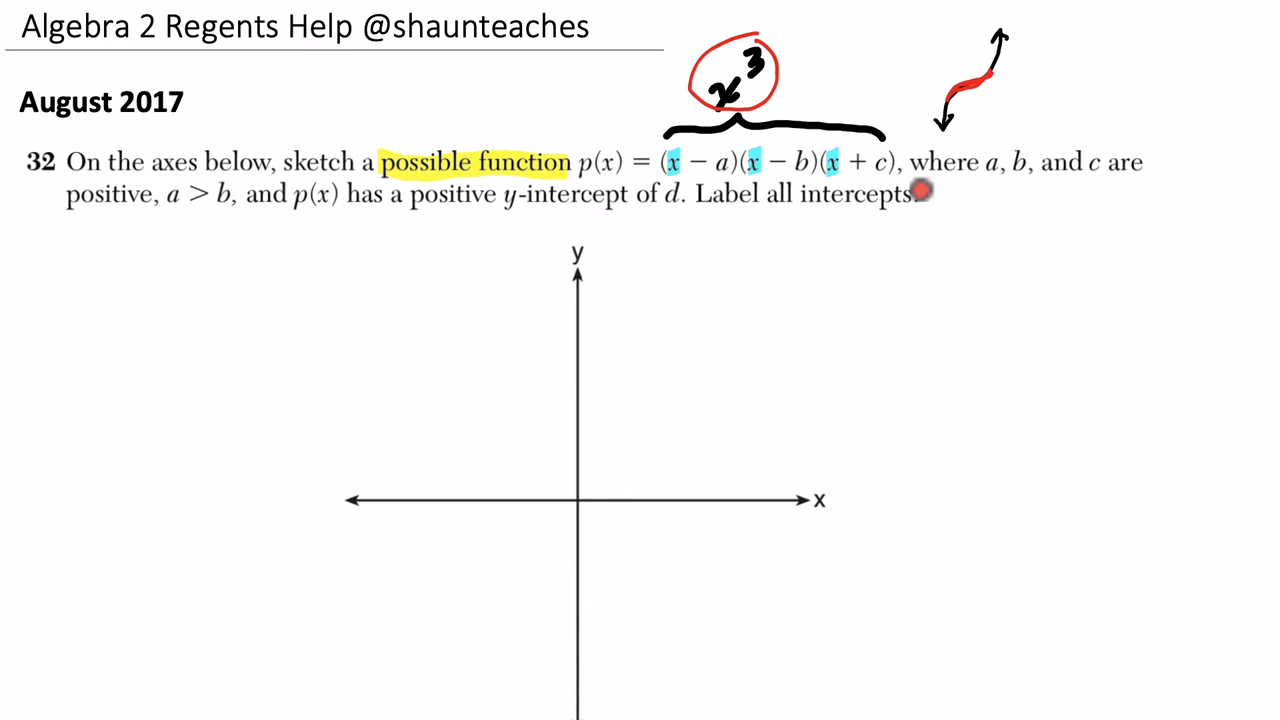 Algebra 2 Regents Help @shaunteaches
x³
August 2017
32 On the axes below, sketch a possible function p(x) = (x − a)(x − b)(x + c), where a, b, and c are
positive, a > b, and p(x) has a positive y-intercept of d. Label all intercepts.
y
x